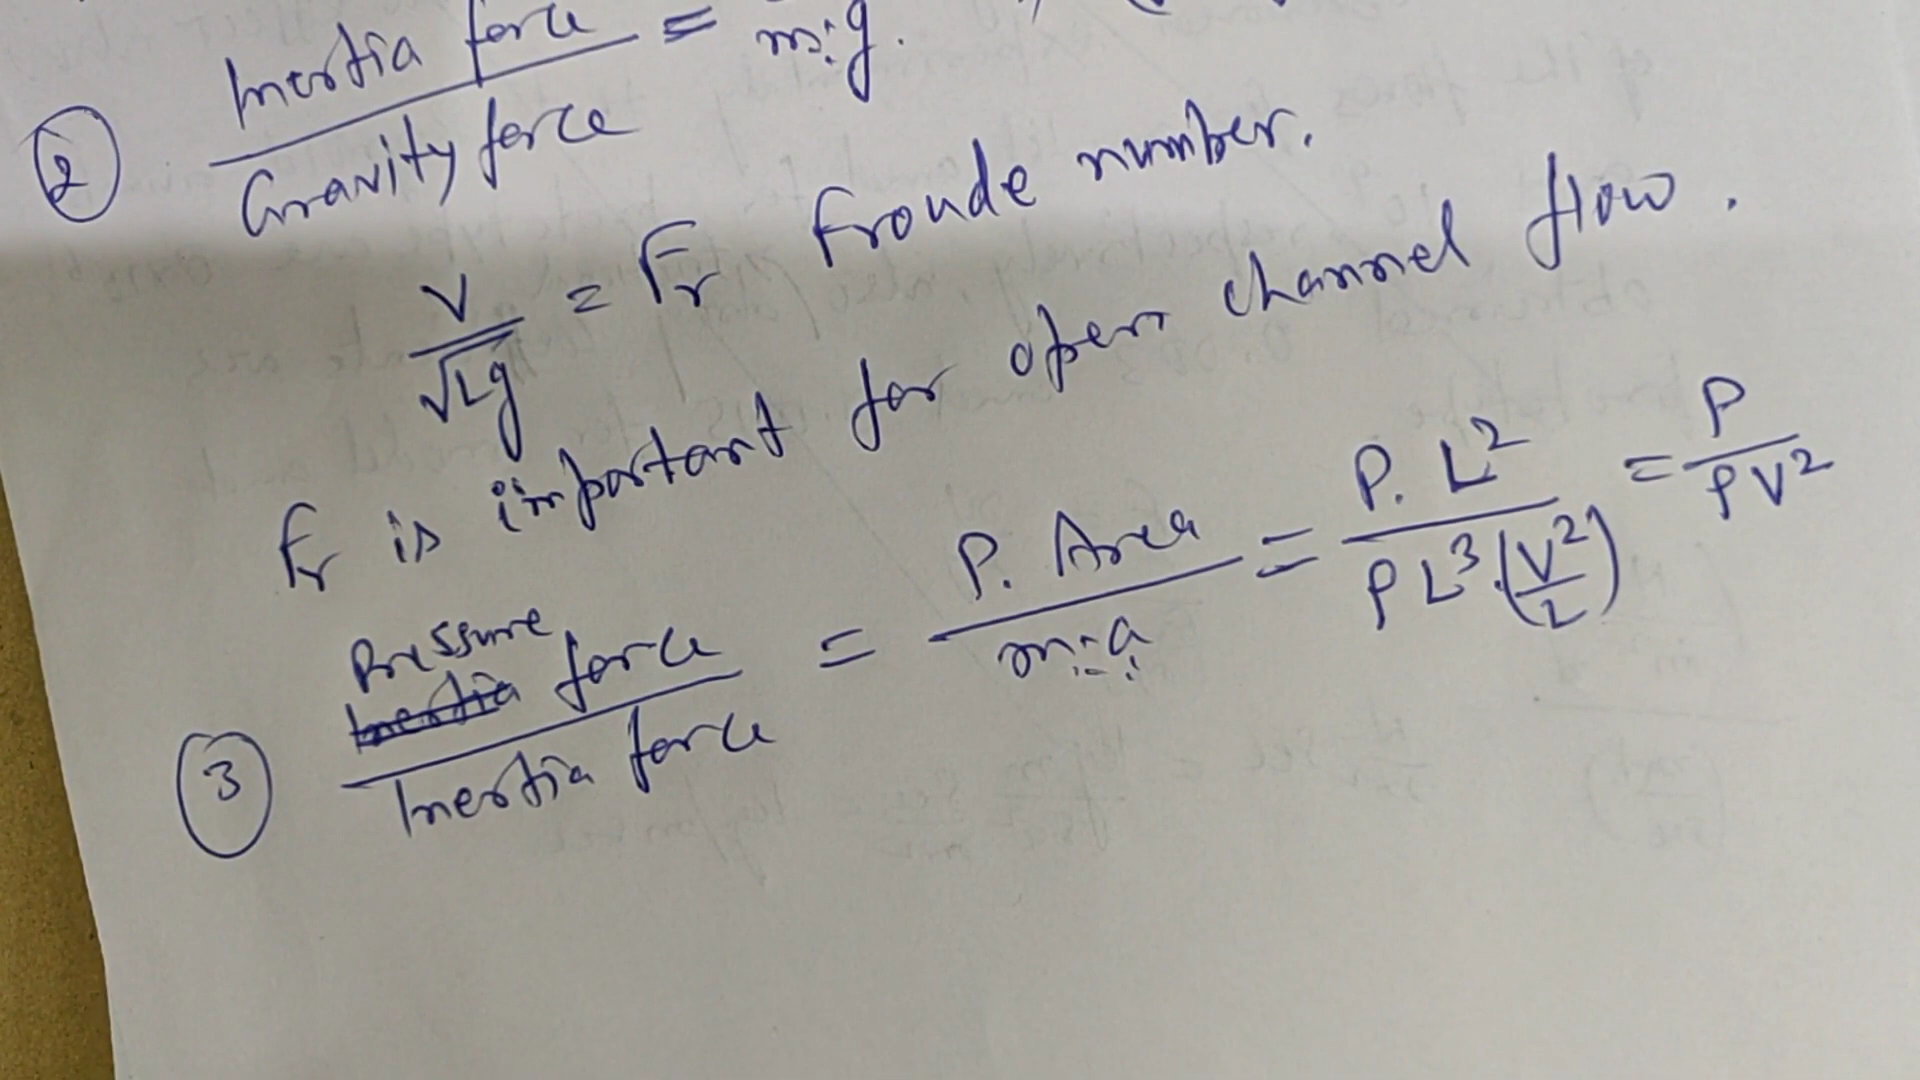 ② Inertia force / Gravity force = m·g.
V / √Lg = Fr Froude number.
Fr is important for open channel flow.
③ Pressure force / Inertia force = P. Area / m·a = P. L² / ρL³·(V²/L) = P / ρV²